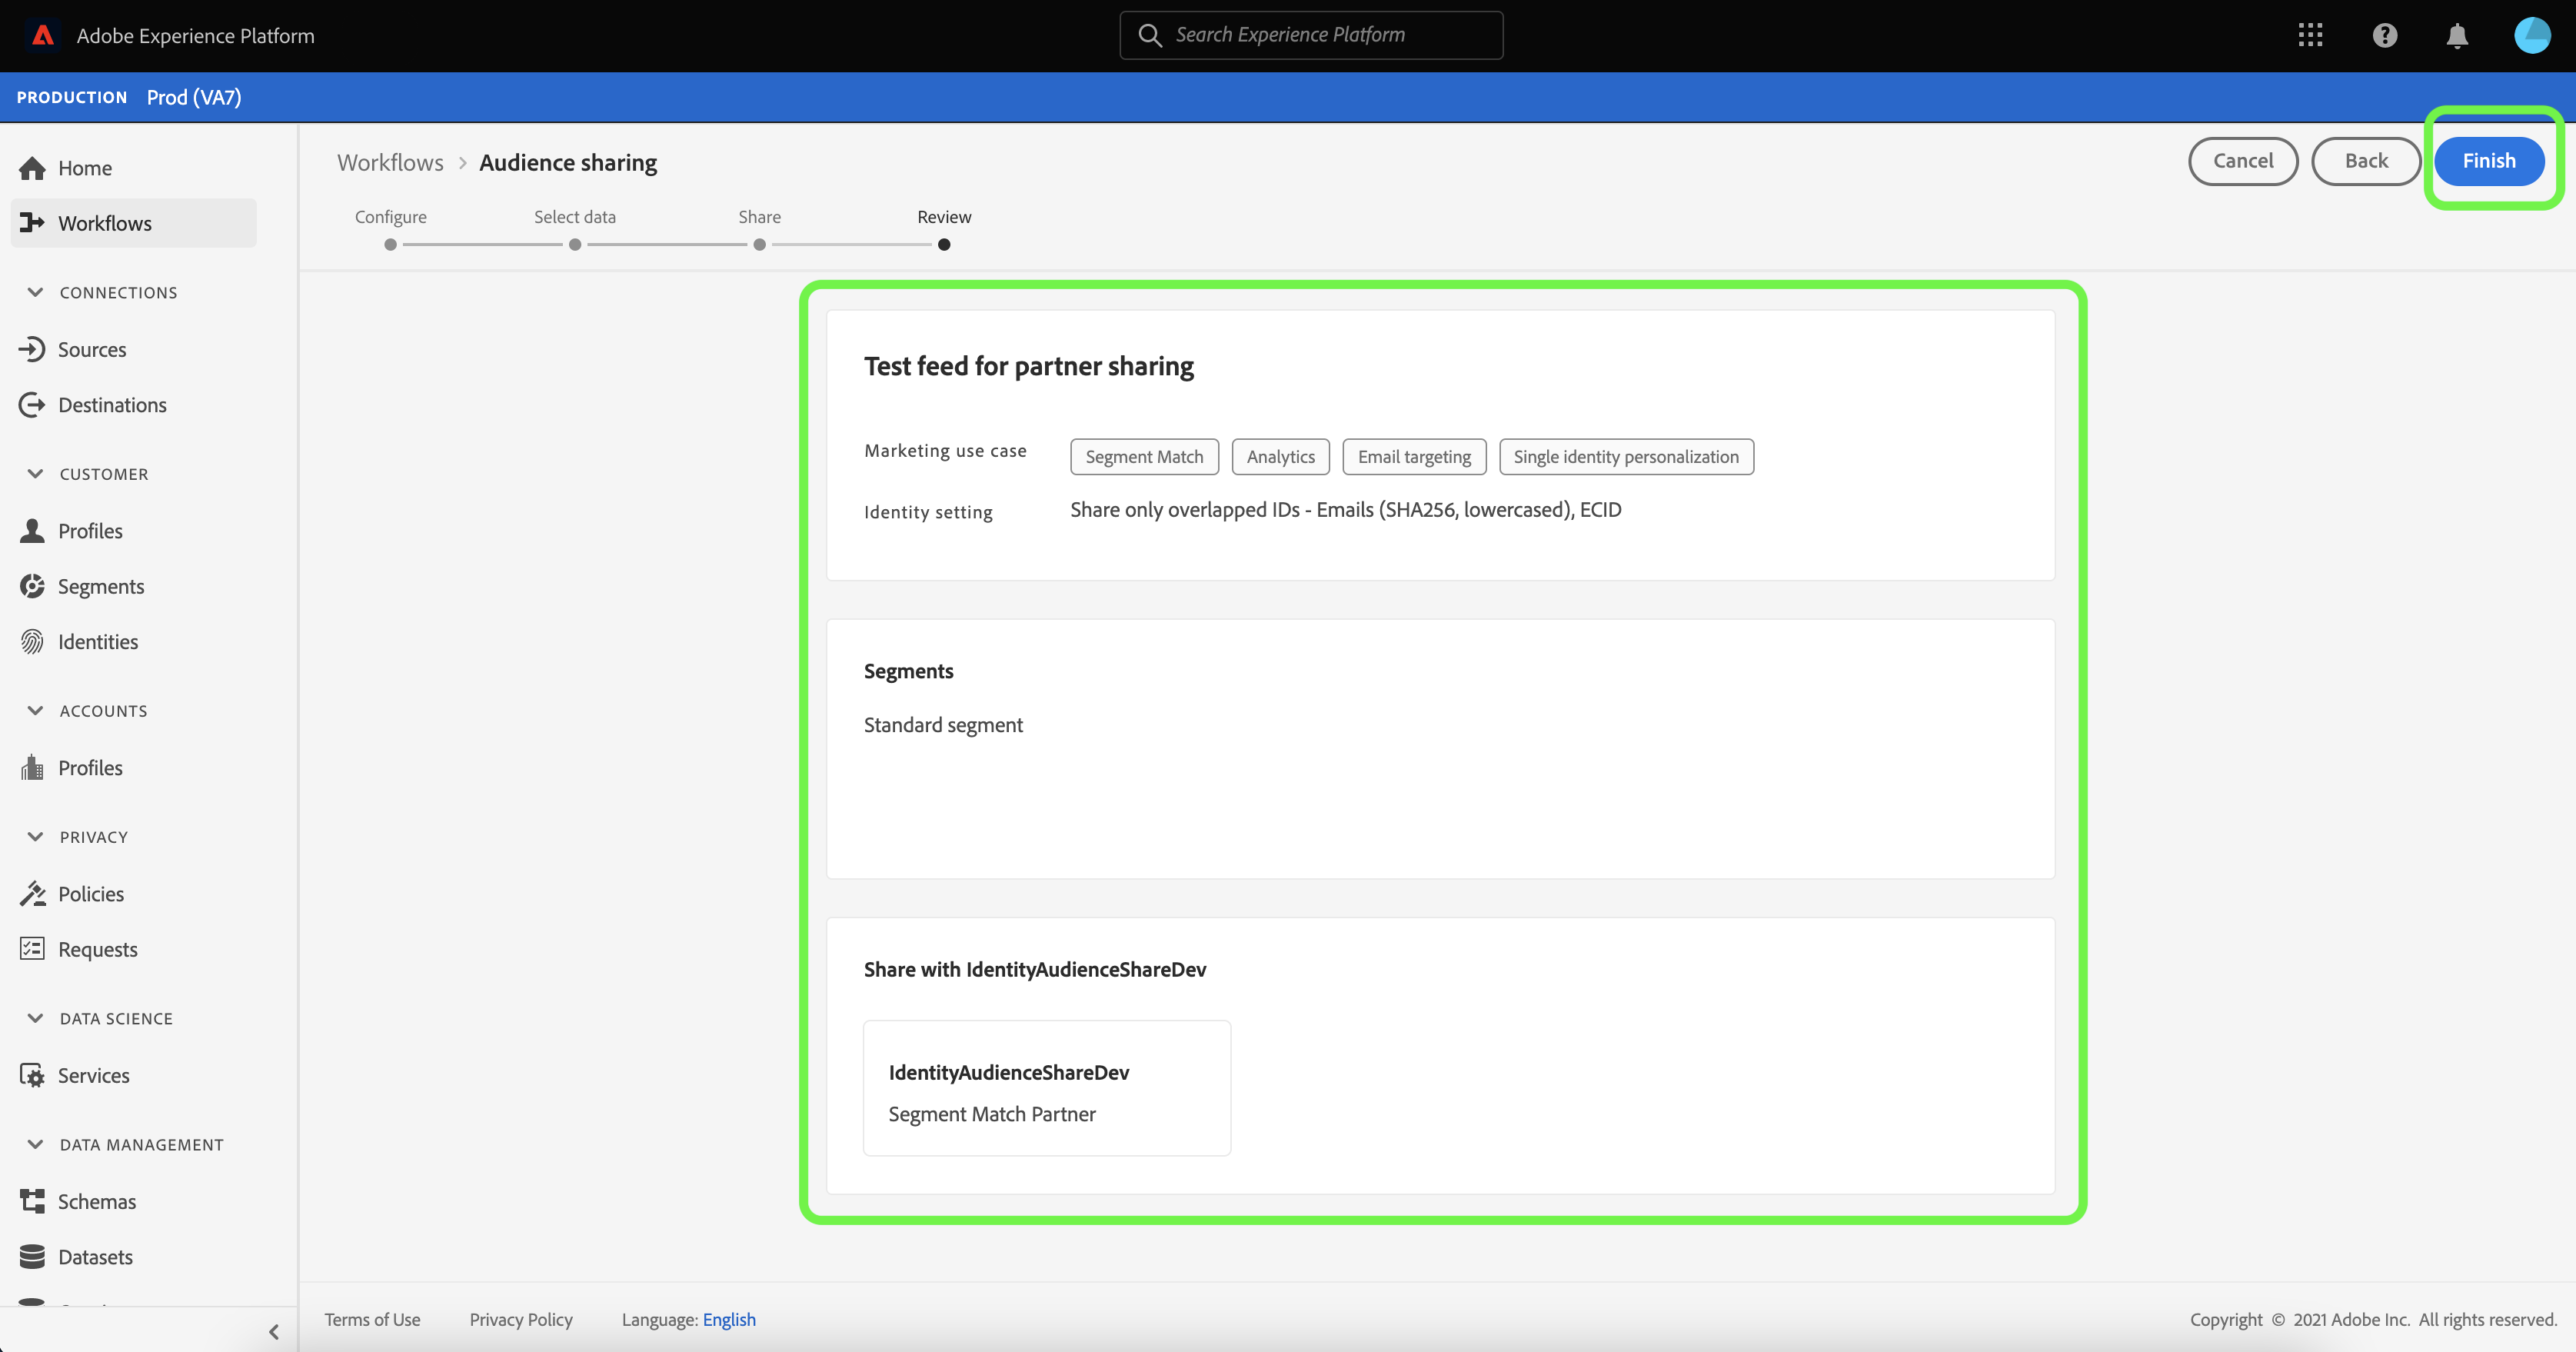 Adobe Experience Platform
Search Experience Platform
PRODUCTION Prod (VA7)
Home
Workflows
CONNECTIONS
Sources
Destinations
CUSTOMER
Profiles
Segments
Identities
ACCOUNTS
Profiles
PRIVACY
Policies
Requests
DATA SCIENCE
Services
DATA MANAGEMENT
Schemas
Datasets
Workflows > Audience sharing
Cancel Back Finish
Configure Select data Share Review
Test feed for partner sharing
Marketing use case Segment Match Analytics Email targeting Single identity personalization
Identity setting Share only overlapped IDs - Emails (SHA256, lowercased), ECID
Segments
Standard segment
Share with IdentityAudienceShareDev
IdentityAudienceShareDev
Segment Match Partner
Terms of Use Privacy Policy Language: English Copyright © 2021 Adobe Inc. All rights reserved.